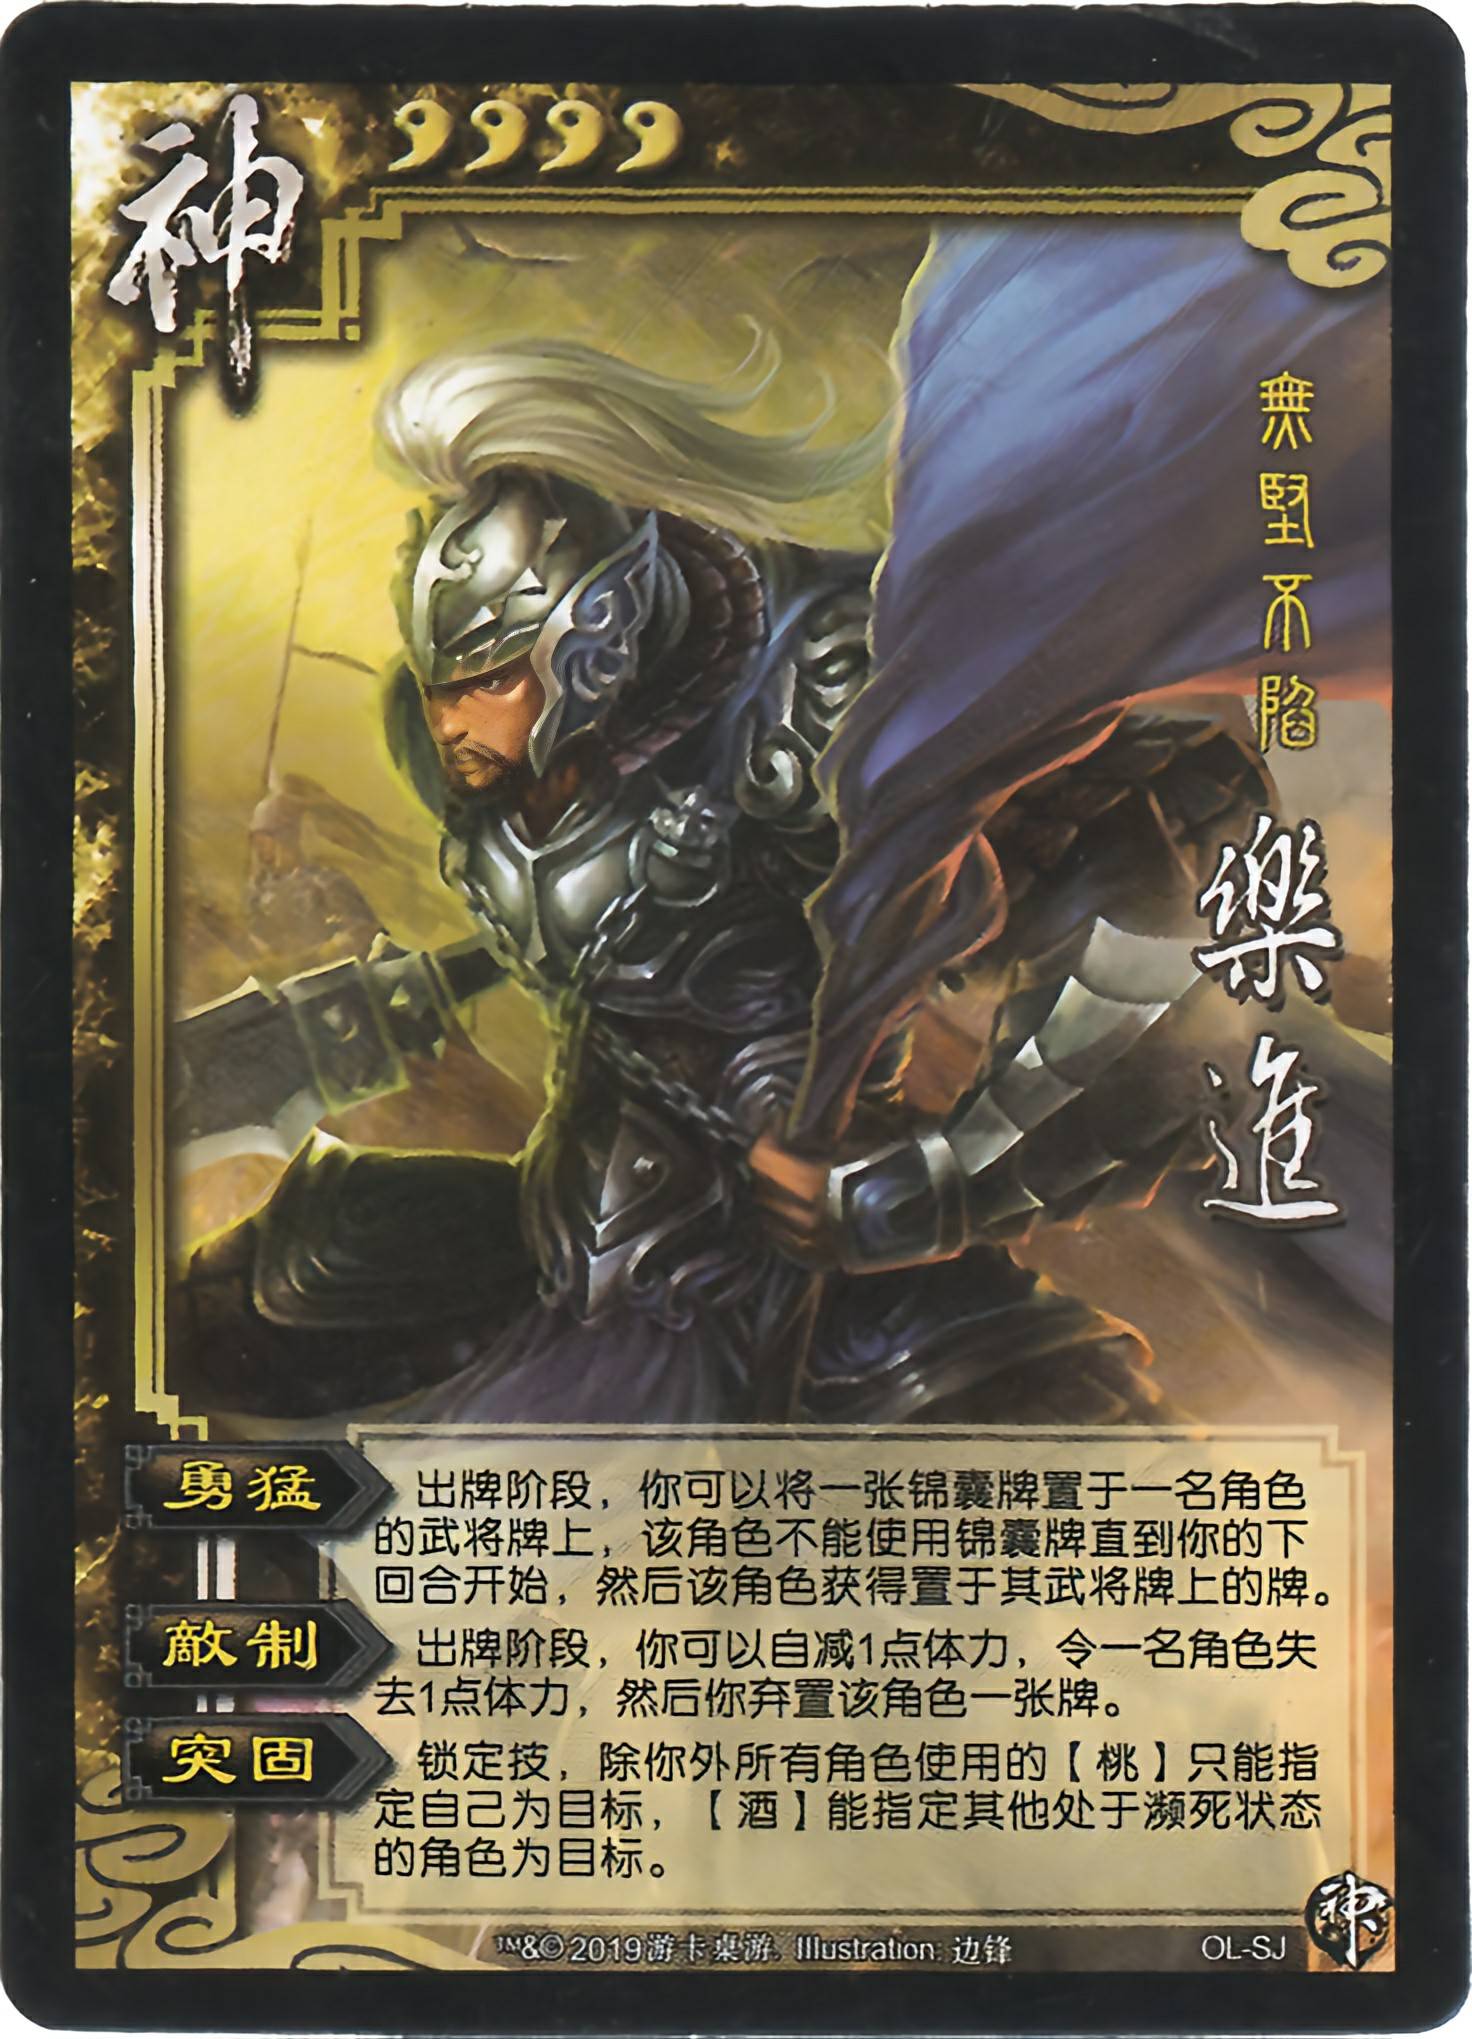 神
無堅不陷
樂進
勇猛
出牌阶段，你可以将一张锦囊牌置于一名角色
的武将牌上，该角色不能使用锦囊牌直到你的下
回合开始，然后该角色获得置于其武将牌上的牌。
敵制
出牌阶段，你可以自减1点体力，令一名角色失
去1点体力，然后你弃置该角色一张牌。
突固
锁定技，除你外所有角色使用的【桃】只能指
定自己为目标，【酒】能指定其他处于濒死状态
的角色为目标。
™&© 2019游卡桌游. Illustration: 边锋
OL-SJ
神